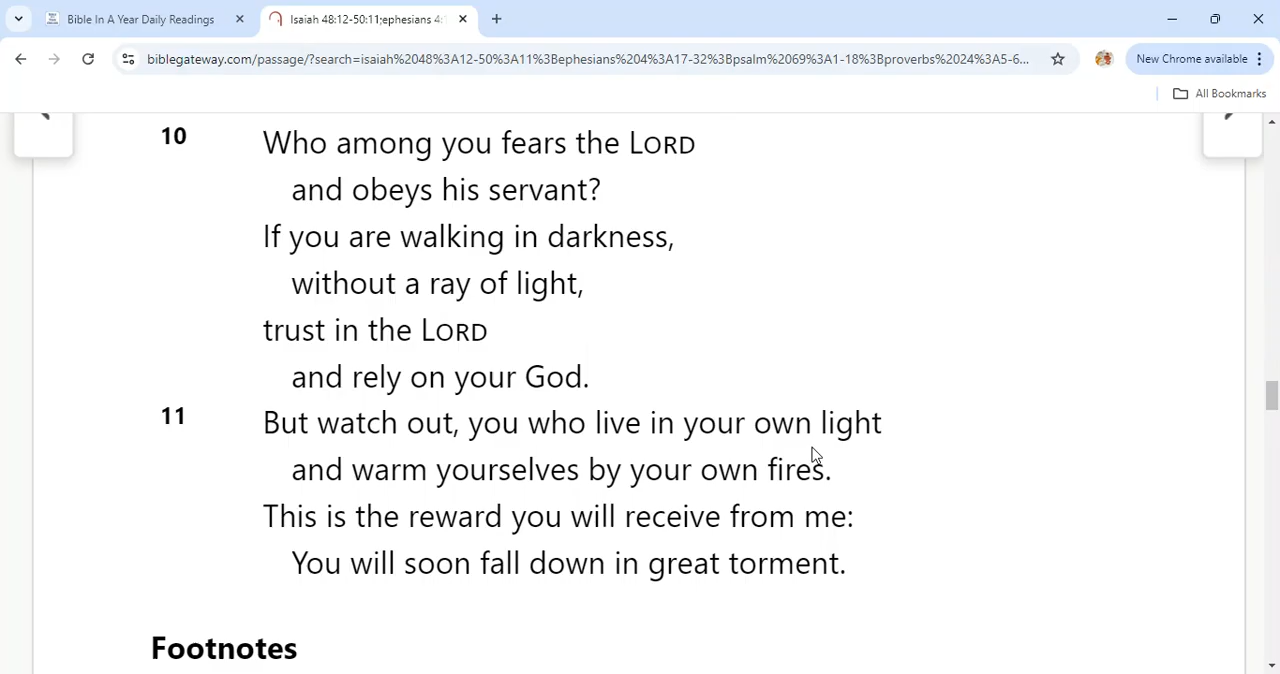 Bible In A Year Daily Readings
Isaiah 48:12-50:11;ephesians 4:
biblegateway.com/passage/?search=isaiah%2048%3A12-50%3A11%3Bephesians%204%3A17-32%3Bpsalm%2069%3A1-18%3Bproverbs%2024%3A5-6...
New Chrome available
All Bookmarks
10 Who among you fears the LORD
and obeys his servant?
If you are walking in darkness,
without a ray of light,
trust in the LORD
and rely on your God.
11 But watch out, you who live in your own light
and warm yourselves by your own fires.
This is the reward you will receive from me:
You will soon fall down in great torment.
Footnotes